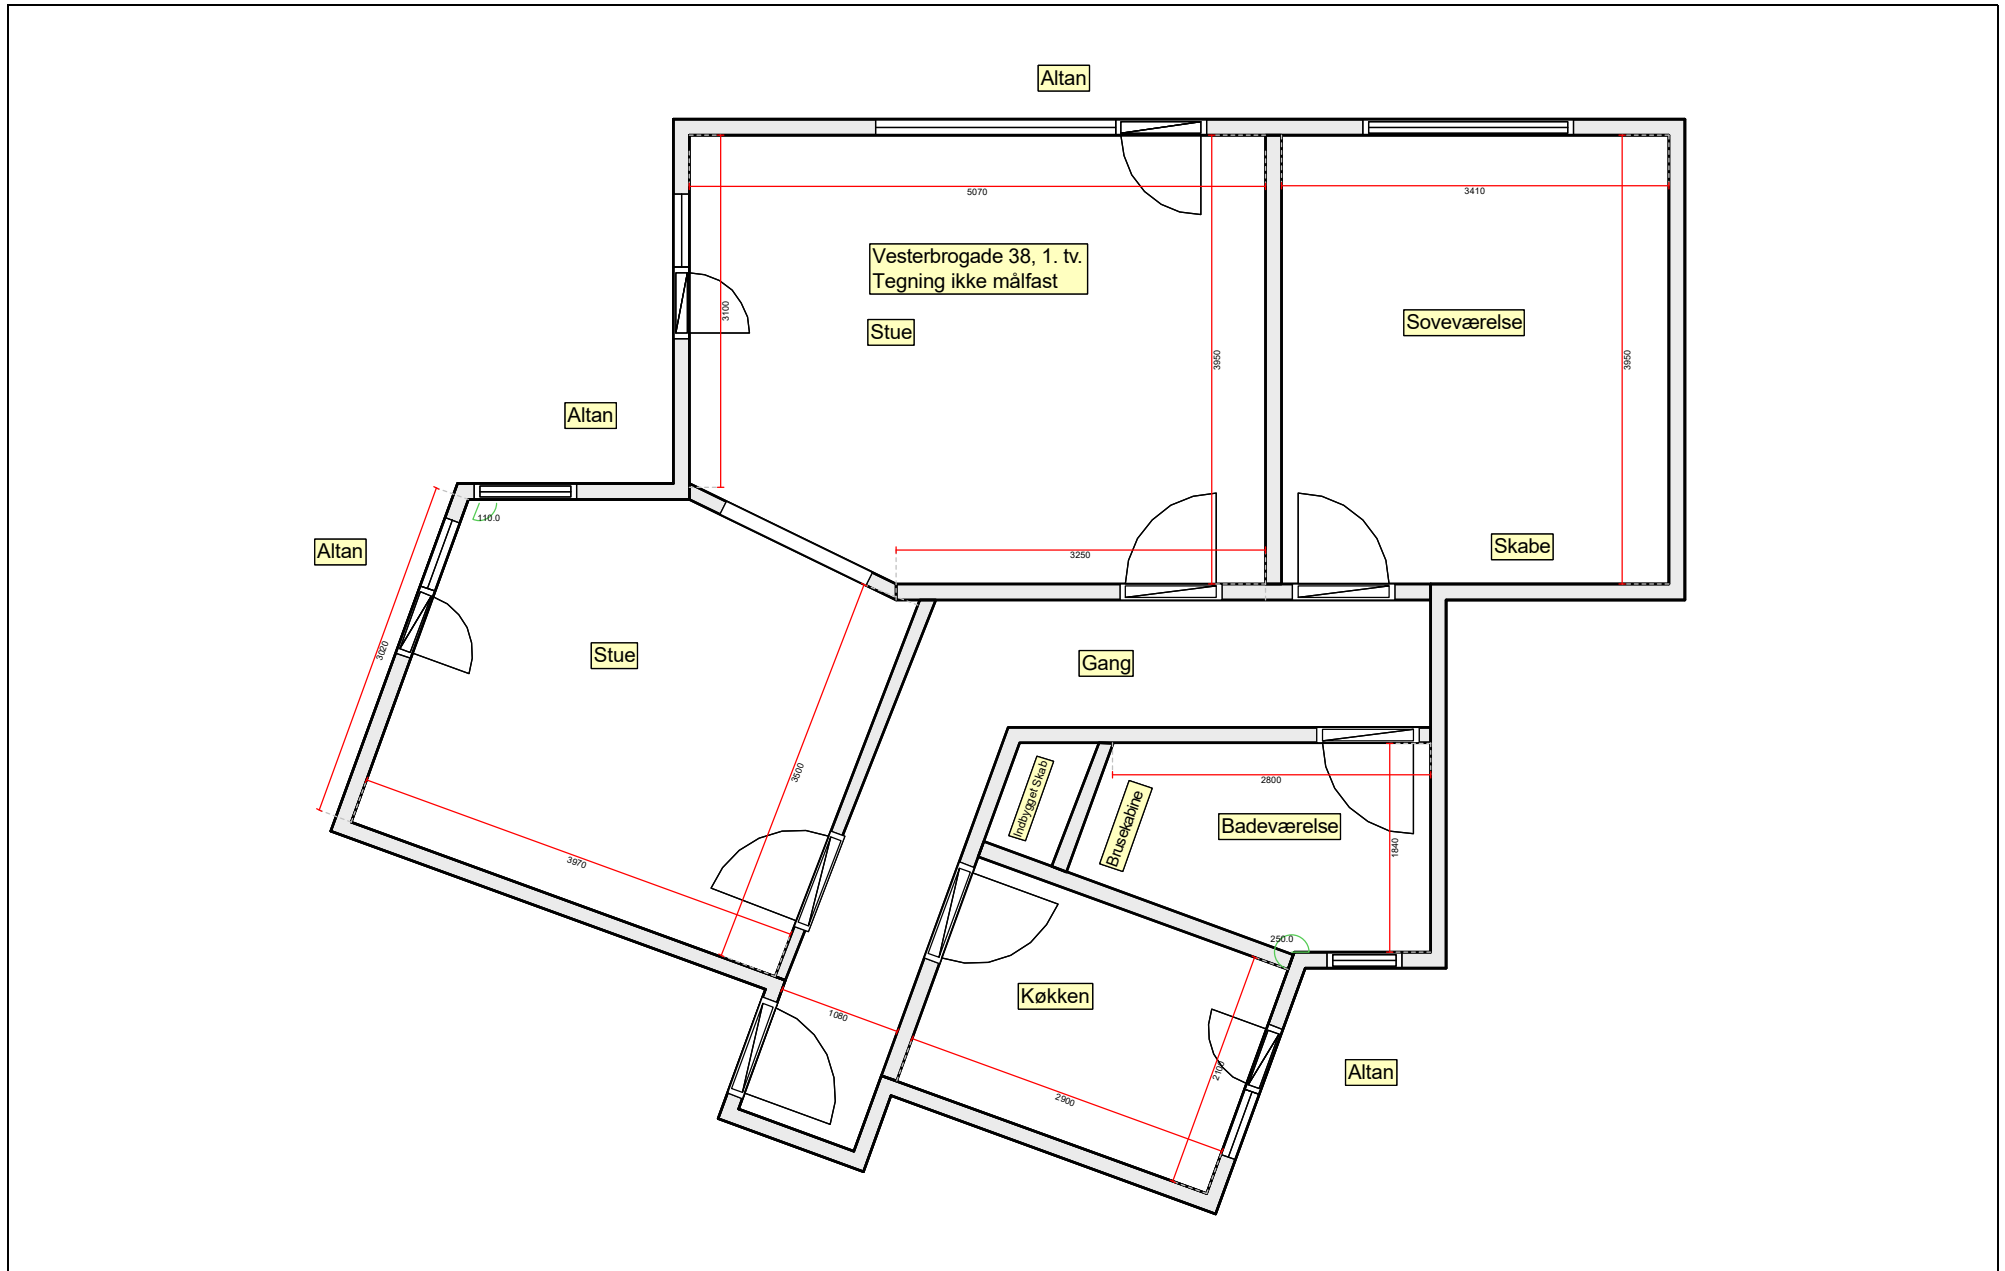 Altan
5070
3410
Vesterbrogade 38, 1. tv.
Tegning ikke målfast
3100
Stue
Soveværelse
3950
3950
Altan
110.0
Altan
3250
Skabe
3020
Stue
Gang
3500
2800
Indbygget Skab
Brusekabine
Badeværelse
1840
3970
250.0
Køkken
1080
2100
Altan
2900